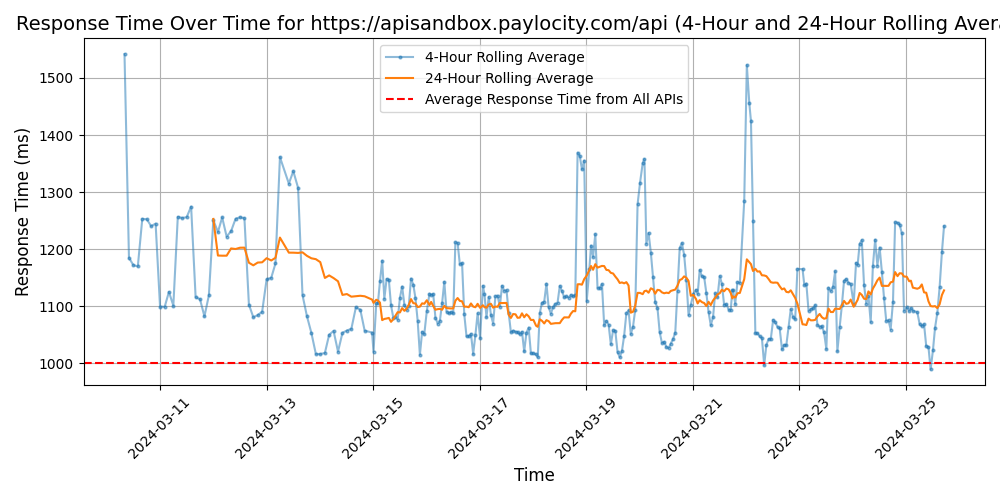 Response Time Over Time for https://apisandbox.paylocity.com/api (4-Hour and 24-Hour Rolling
4-Hour Rolling Average
24-Hour Rolling Average
Average Response Time from All APIs
Response Time (ms)
1500
1400
1300
1200
1100
1000
2024-03-11
2024-03-13
2024-03-15
2024-03-17
2024-03-19
2024-03-21
2024-03-23
2024-03-25
Time